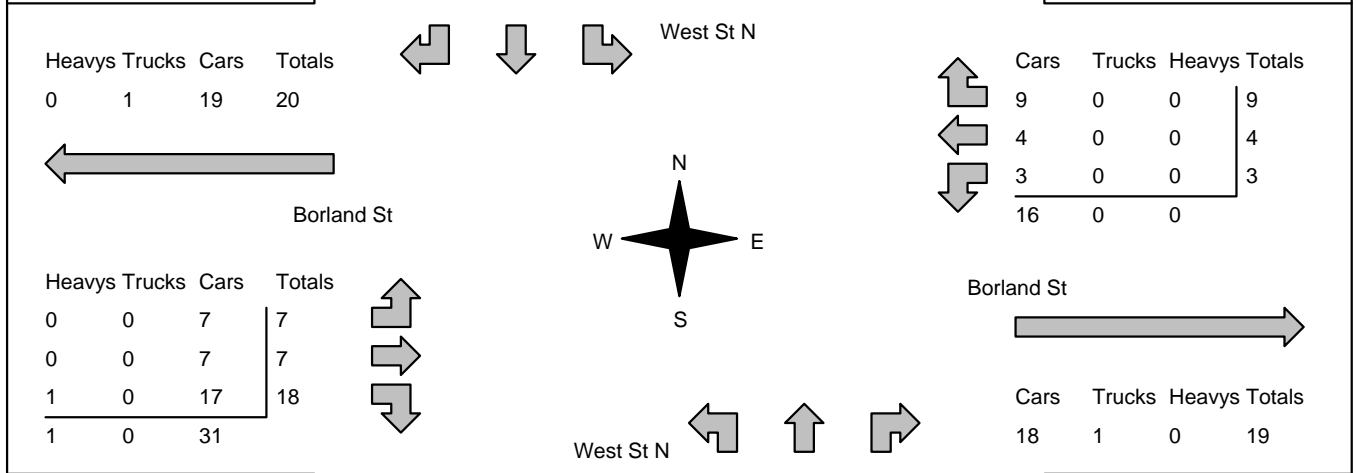 West St N
Heavys Trucks Cars Totals
0 1 19 20
Cars Trucks Heavys Totals
9 0 0 9
4 0 0 4
3 0 0 3
16 0 0
N
W E
S
Borland St
Heavys Trucks Cars Totals
0 0 7 7
0 0 7 7
1 0 17 18
1 0 31
Borland St
Cars Trucks Heavys Totals
18 1 0 19
West St N